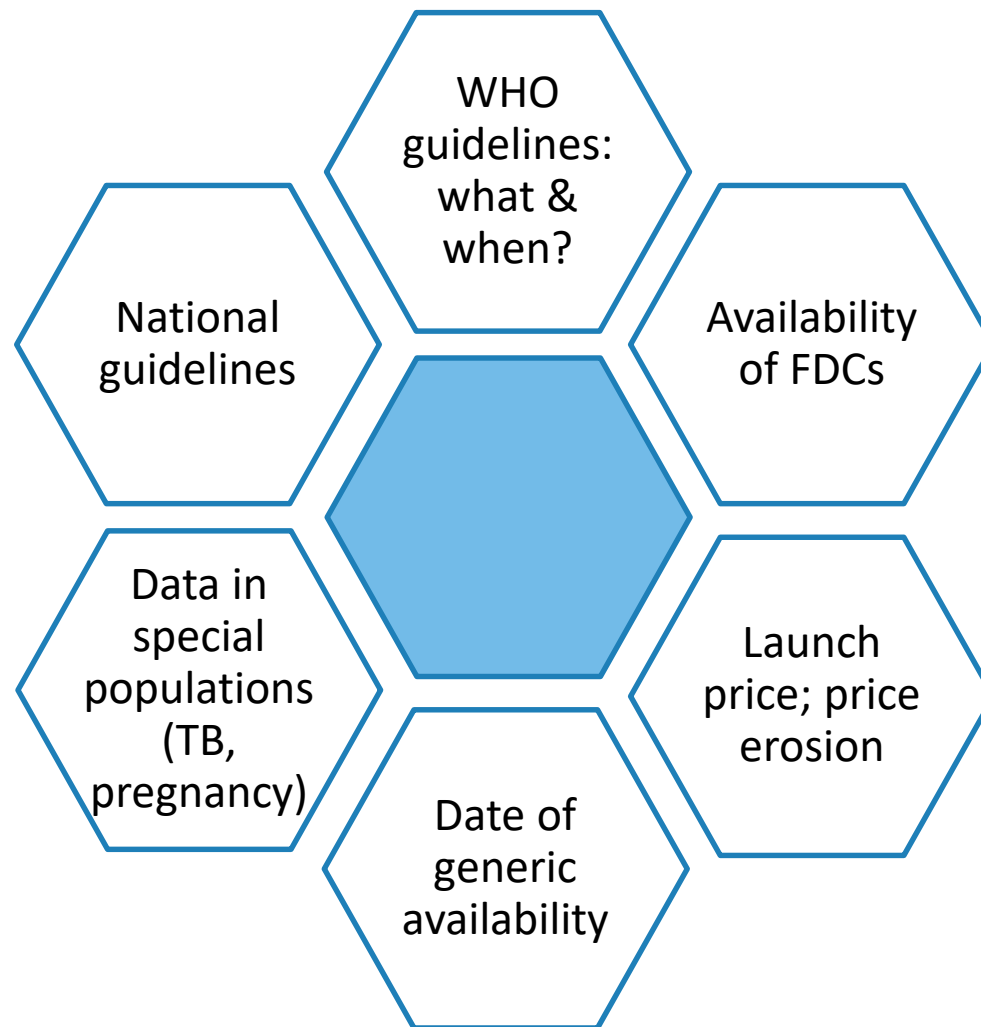 WHO
guidelines:
what &
when?
National
guidelines
Availability
of FDCs
Data in
special
populations
(TB,
pregnancy)
Launch
price; price
erosion
Date of
generic
availability